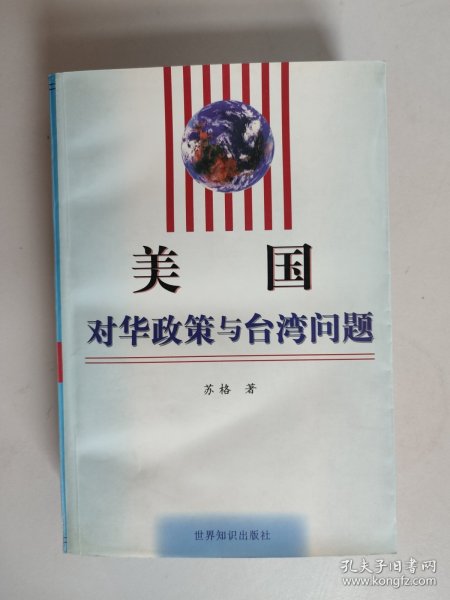 美 国
对华政策与台湾问题
苏格 著
世界知识出版社
孔夫子旧书网
www.kongfz.com